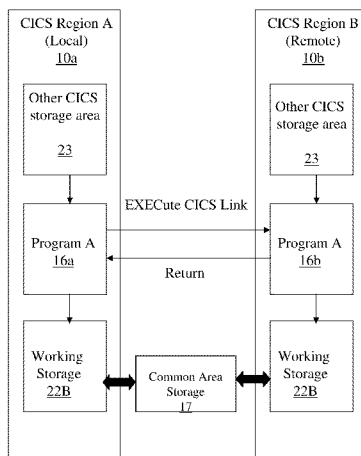 CICS Region A
(Local)
10a
Other CICS
storage area
23
Program A
16a
Working
Storage
22B
EXECute CICS Link
Return
Common Area
Storage
17
CICS Region B
(Remote)
10b
Other CICS
storage area
23
Program A
16b
Working
Storage
22B